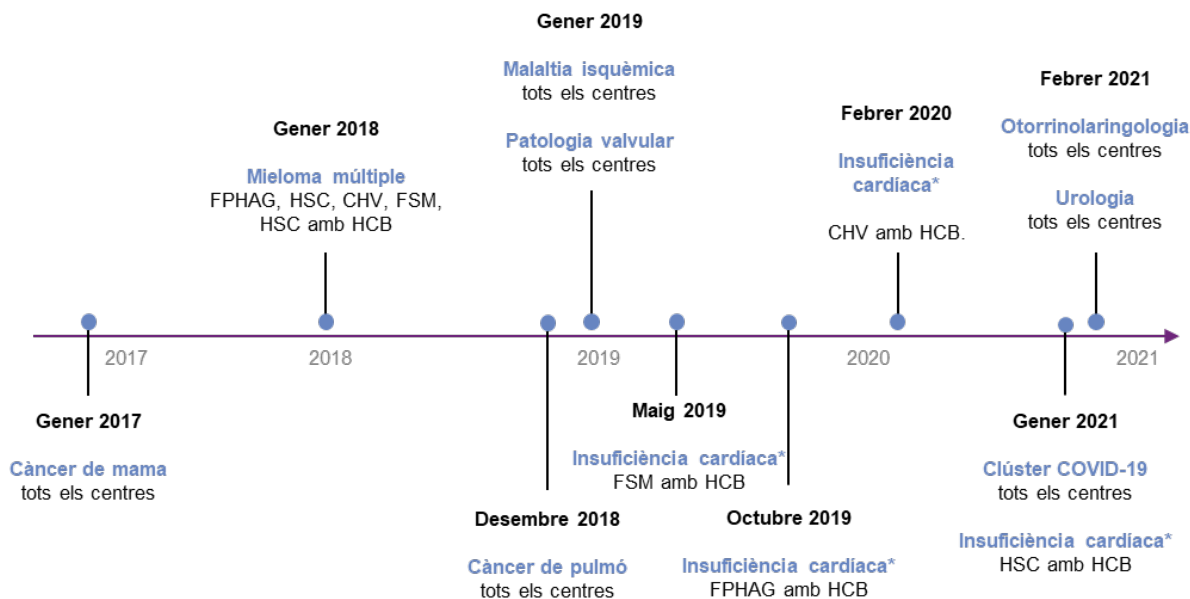 Gener 2019
Malaltia isquèmica
tots els centres
Patologia valvular
tots els centres
Gener 2018
Mieloma múltiple
FPHAG, HSC, CHV, FSM,
HSC amb HCB
Febrer 2020
Insuficiència
cardíaca*
CHV amb HCB.
Febrer 2021
Otorrinolaringologia
tots els centres
Urologia
tots els centres
2017
2018
2019
2020
2021
Gener 2017
Càncer de mama
tots els centres
Desembre 2018
Càncer de pulmó
tots els centres
Maig 2019
Insuficiència cardíaca*
FSM amb HCB
Octubre 2019
Insuficiència cardíaca*
FPHAG amb HCB
Gener 2021
Clúster COVID-19
tots els centres
Insuficiència cardíaca*
HSC amb HCB